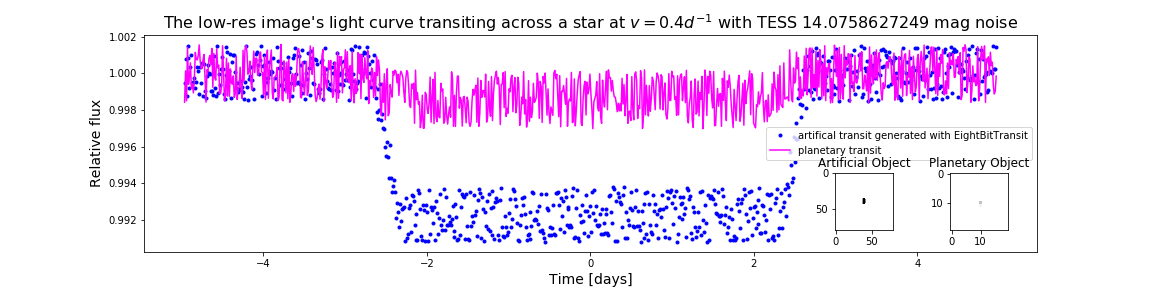 The low-res image's light curve transiting across a star at v = 0.4d⁻¹ with TESS 14.0758627249 mag noise
1.002
1.000
0.998
0.996
0.994
0.992
Relative flux
artifical transit generated with EightBitTransit
planetary transit
Artificial Object
Planetary Object
0
50
0
50
0
10
0
10
−4
−2
0
2
4
Time [days]